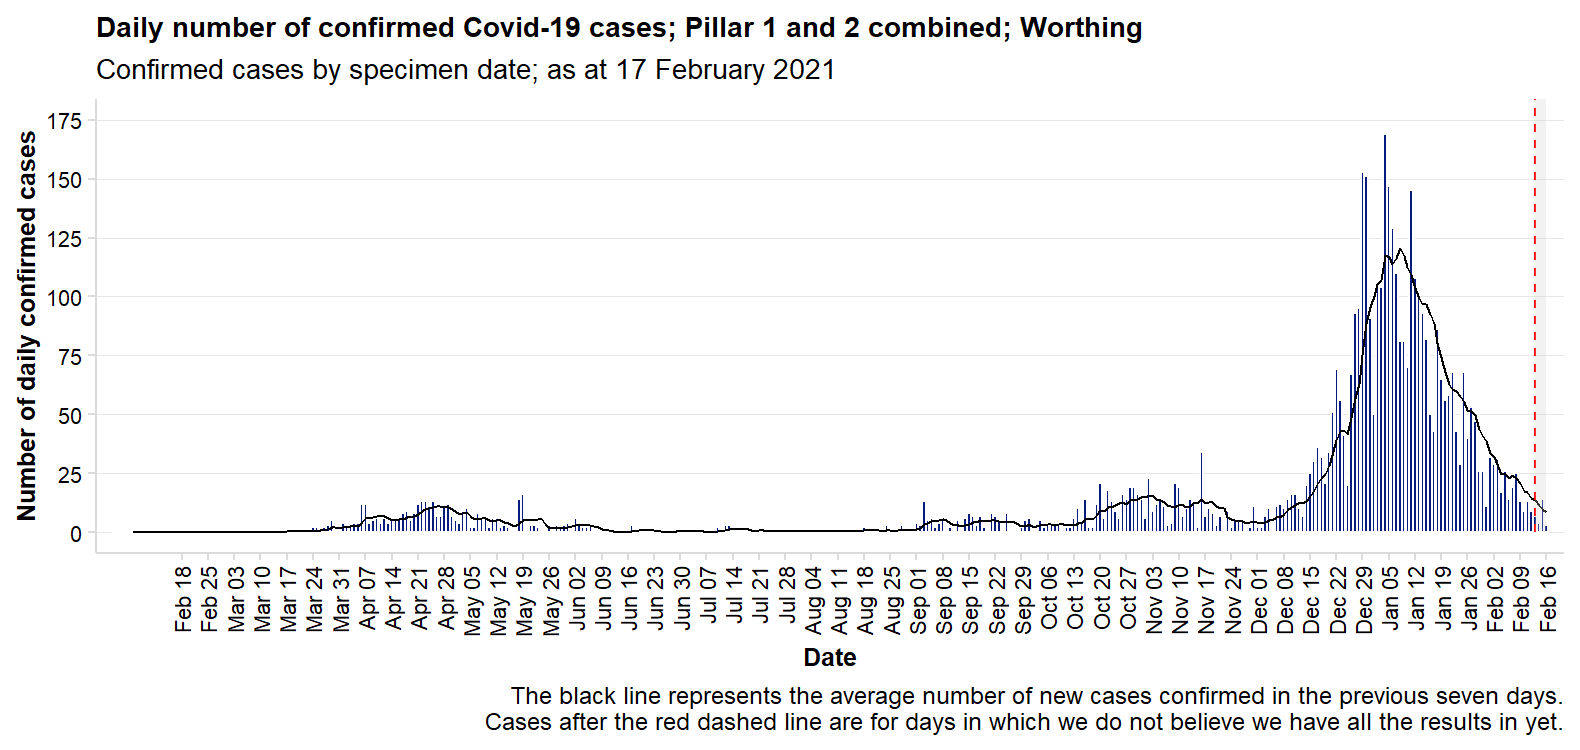 Daily number of confirmed Covid-19 cases; Pillar 1 and 2 combined; Worthing
Confirmed cases by specimen date; as at 17 February 2021
Number of daily confirmed cases
175
150
125
100
75
50
25
0
Feb 18
Feb 25
Mar 03
Mar 10
Mar 17
Mar 24
Mar 31
Apr 07
Apr 14
Apr 21
Apr 28
May 05
May 12
May 19
May 26
Jun 02
Jun 09
Jun 16
Jun 23
Jun 30
Jul 07
Jul 14
Jul 21
Jul 28
Aug 04
Aug 11
Aug 18
Aug 25
Sep 01
Sep 08
Sep 15
Sep 22
Sep 29
Oct 06
Oct 13
Oct 20
Oct 27
Nov 03
Nov 10
Nov 17
Nov 24
Dec 01
Dec 08
Dec 15
Dec 22
Dec 29
Jan 05
Jan 12
Jan 19
Jan 26
Feb 02
Feb 09
Feb 16
Date
The black line represents the average number of new cases confirmed in the previous seven days.
Cases after the red dashed line are for days in which we do not believe we have all the results in yet.